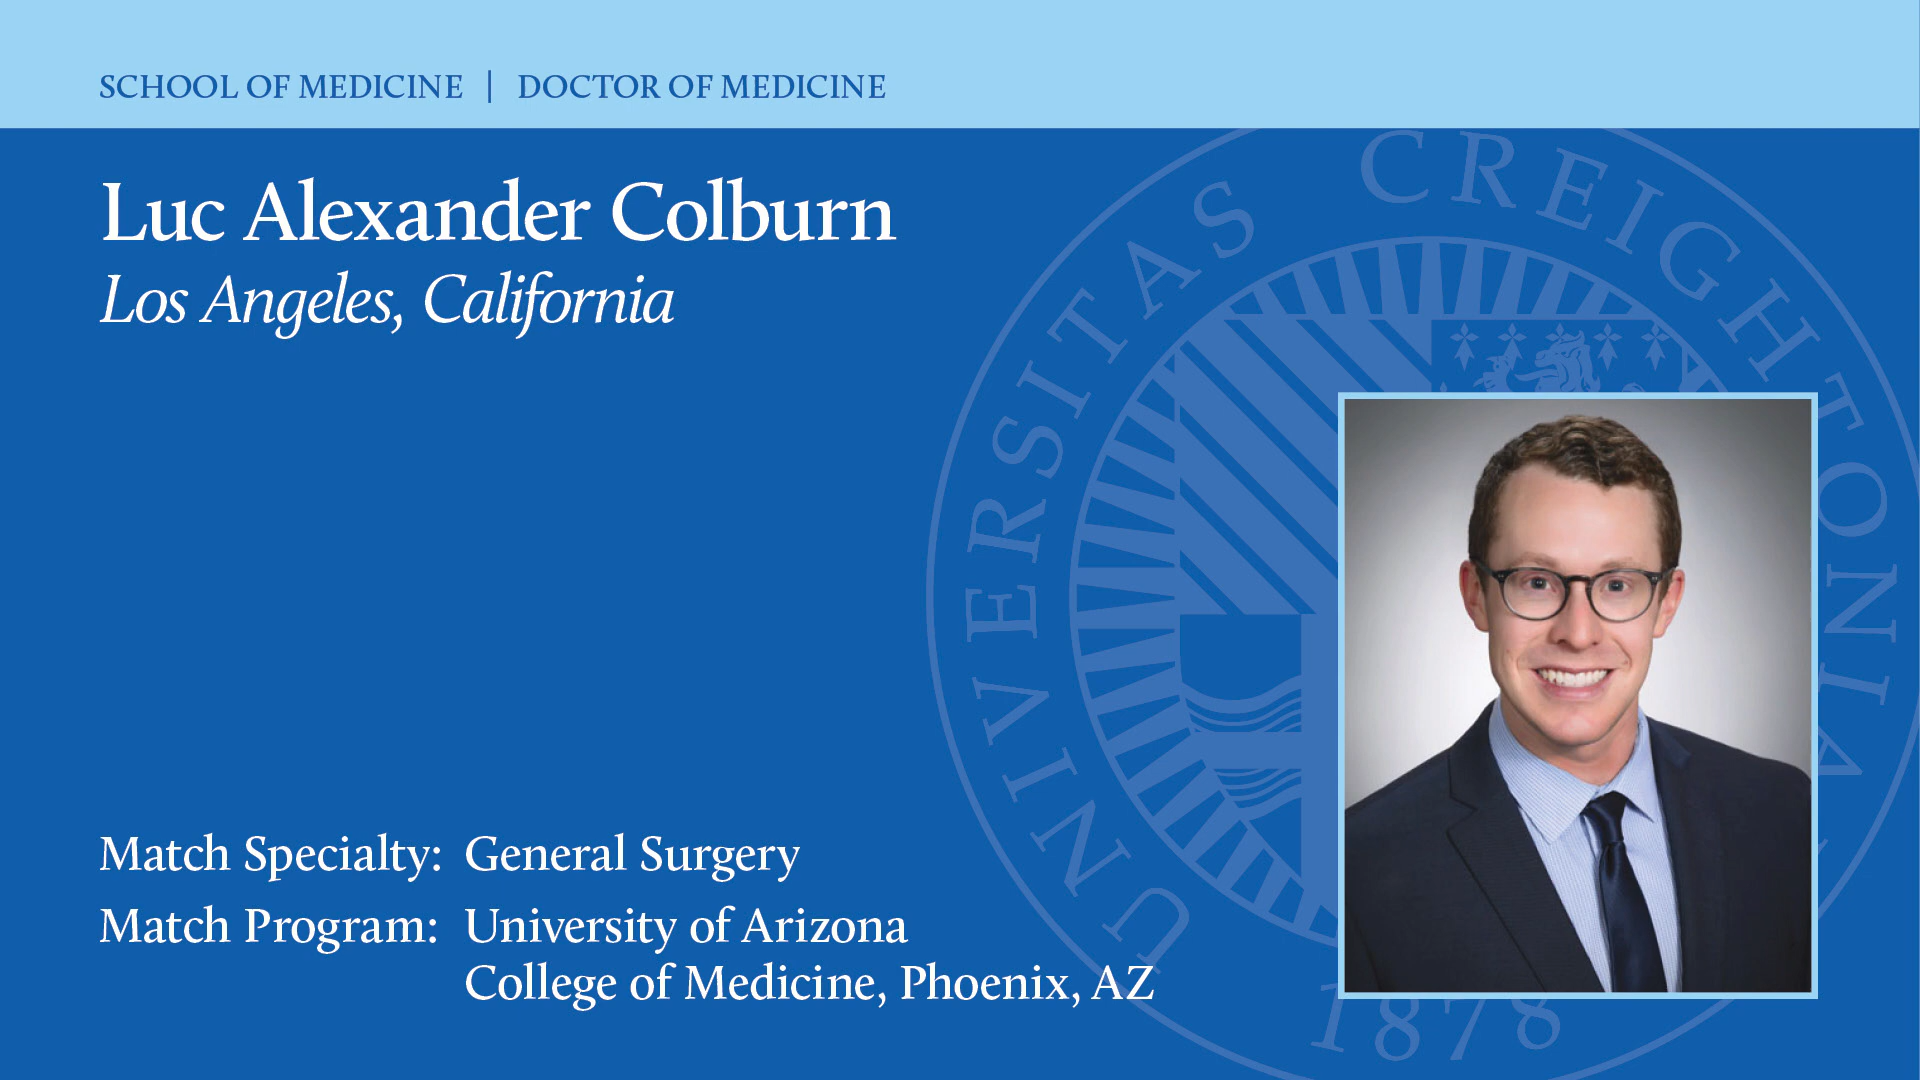 SCHOOL OF MEDICINE | DOCTOR OF MEDICINE
Luc Alexander Colburn
Los Angeles, California
Match Specialty: General Surgery
Match Program: University of Arizona
College of Medicine, Phoenix, AZ
UNIVERSITAS CREIGHTONIA
1878